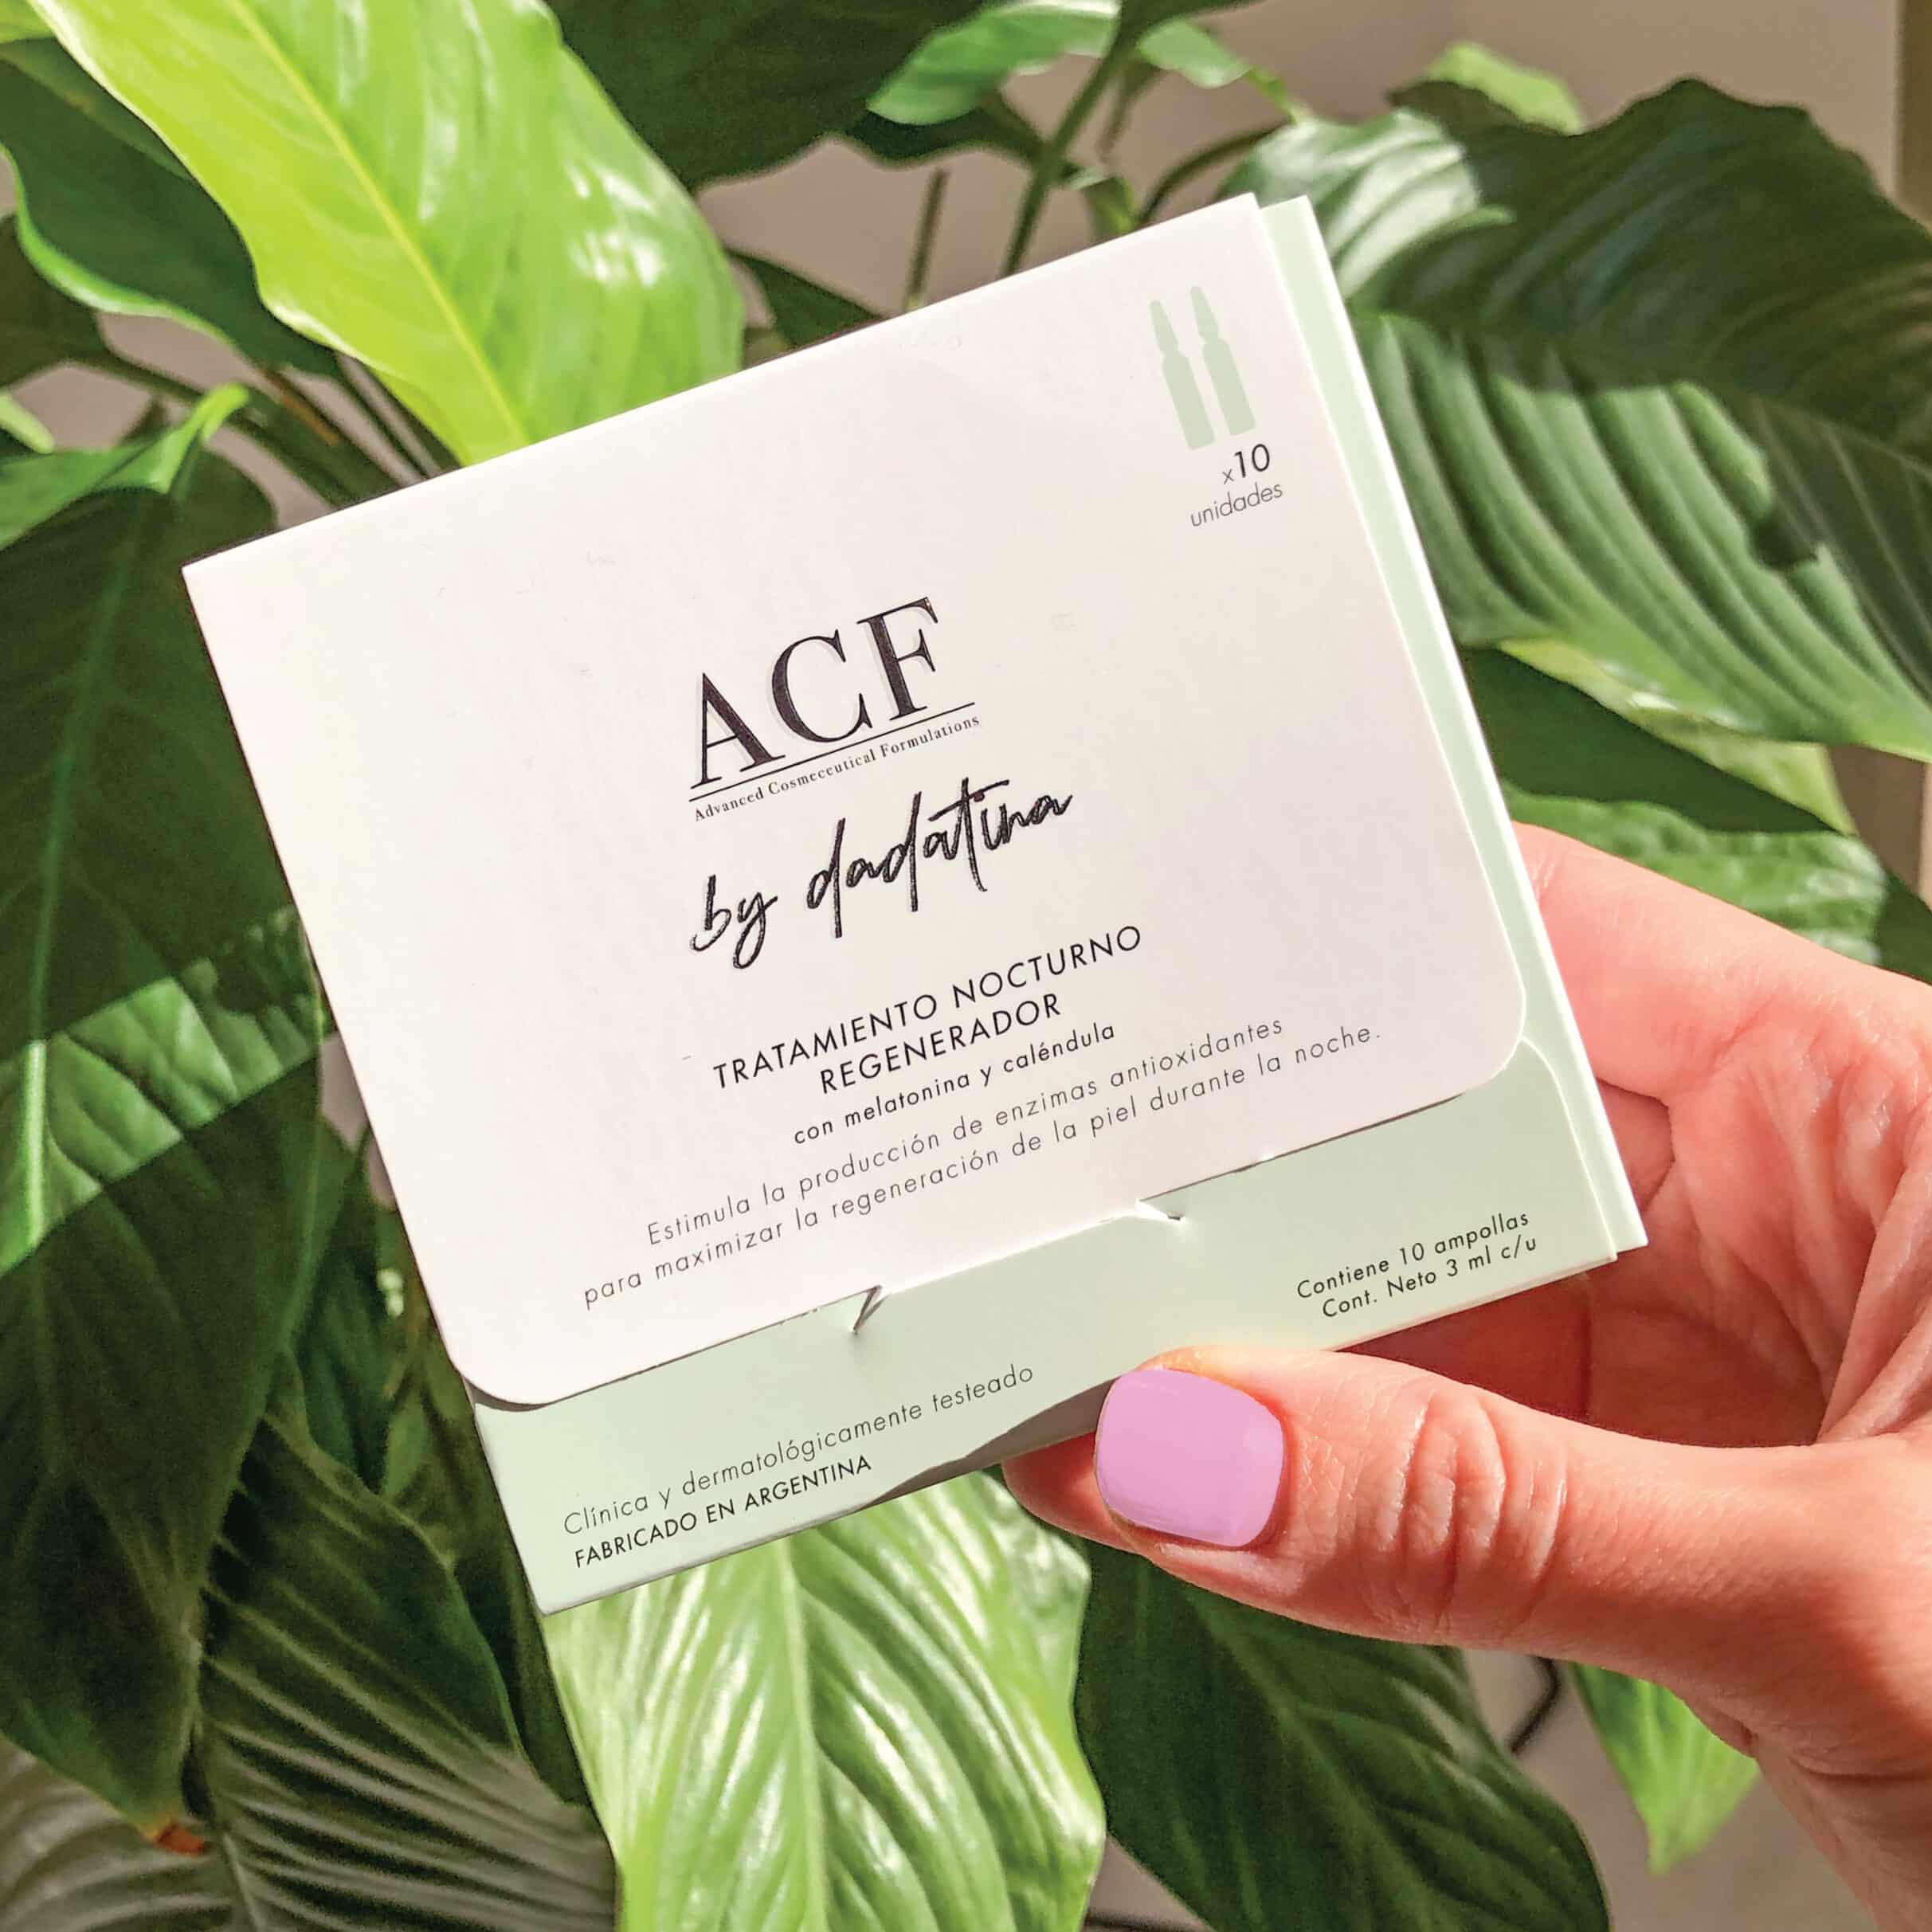 x10
unidades
ACF
Advanced Cosmeceutical Formulations
by dadatina
TRATAMIENTO NOCTURNO
REGENERADOR
con melatonina y caléndula
Estimula la producción de enzimas antioxidantes
para maximizar la regeneración de la piel durante la noche.
Contiene 10 ampollas
Cont. Neto 3 ml c/u
Clínica y dermatológicamente testeado
FABRICADO EN ARGENTINA